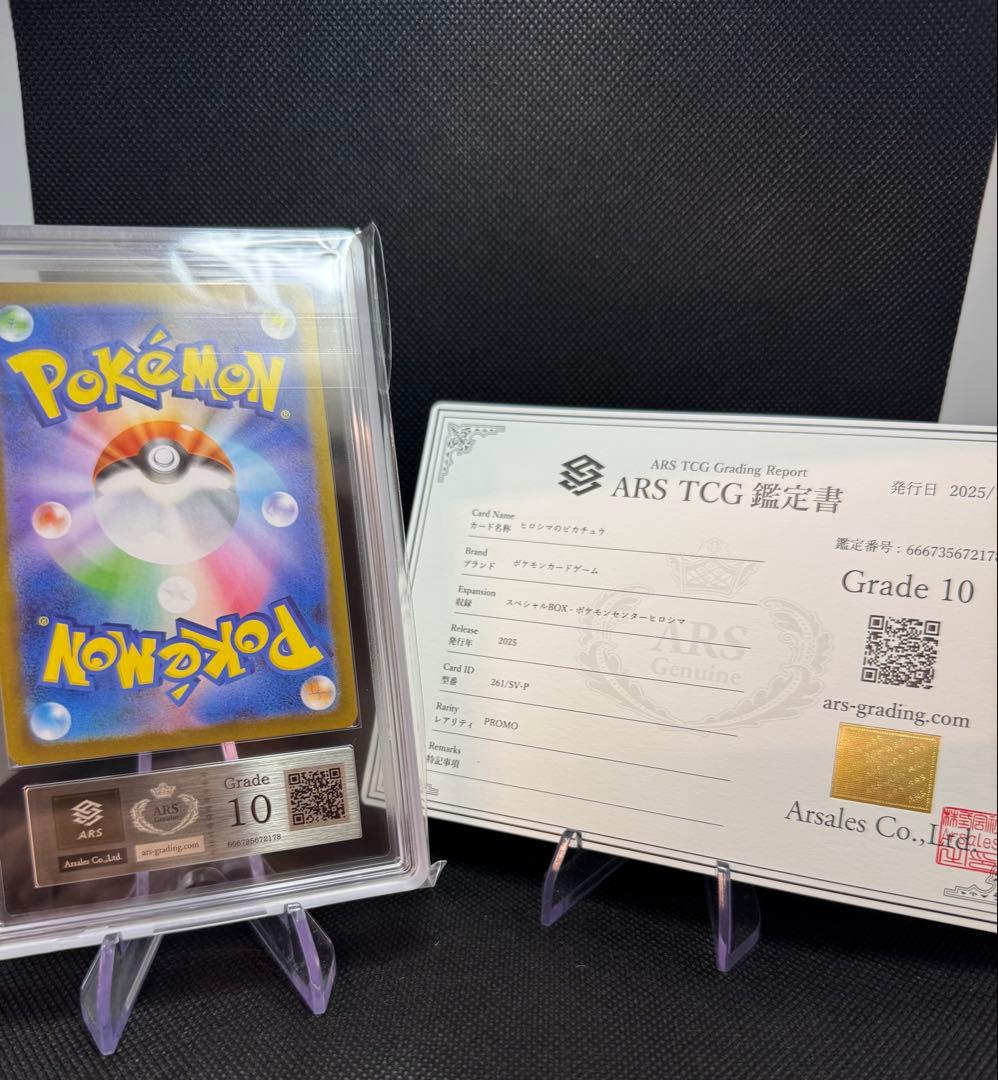 POKÉMON
®
POKÉMON
®
ARS
Arsales Co.,Ltd.
ARS
Genuine
ars-grading.com
Grade
10
666735672178
ARS TCG Grading Report
ARS TCG 鑑定書
発行日 2025/
鑑定番号：666735672178
Grade 10
ars-grading.com
Arsales Co.,Ltd.
Card Name
カード名称 ヒロシマのピカチュウ
Brand
ブランド ポケモンカードゲーム
Expansion
収録 スペシャルBOX - ポケモンセンターヒロシマ
Release
発行年 2025
Card ID
型番 261/SV-P
Rarity
レアリティ PROMO
Remarks
特記事項 -
ARS
Genuine